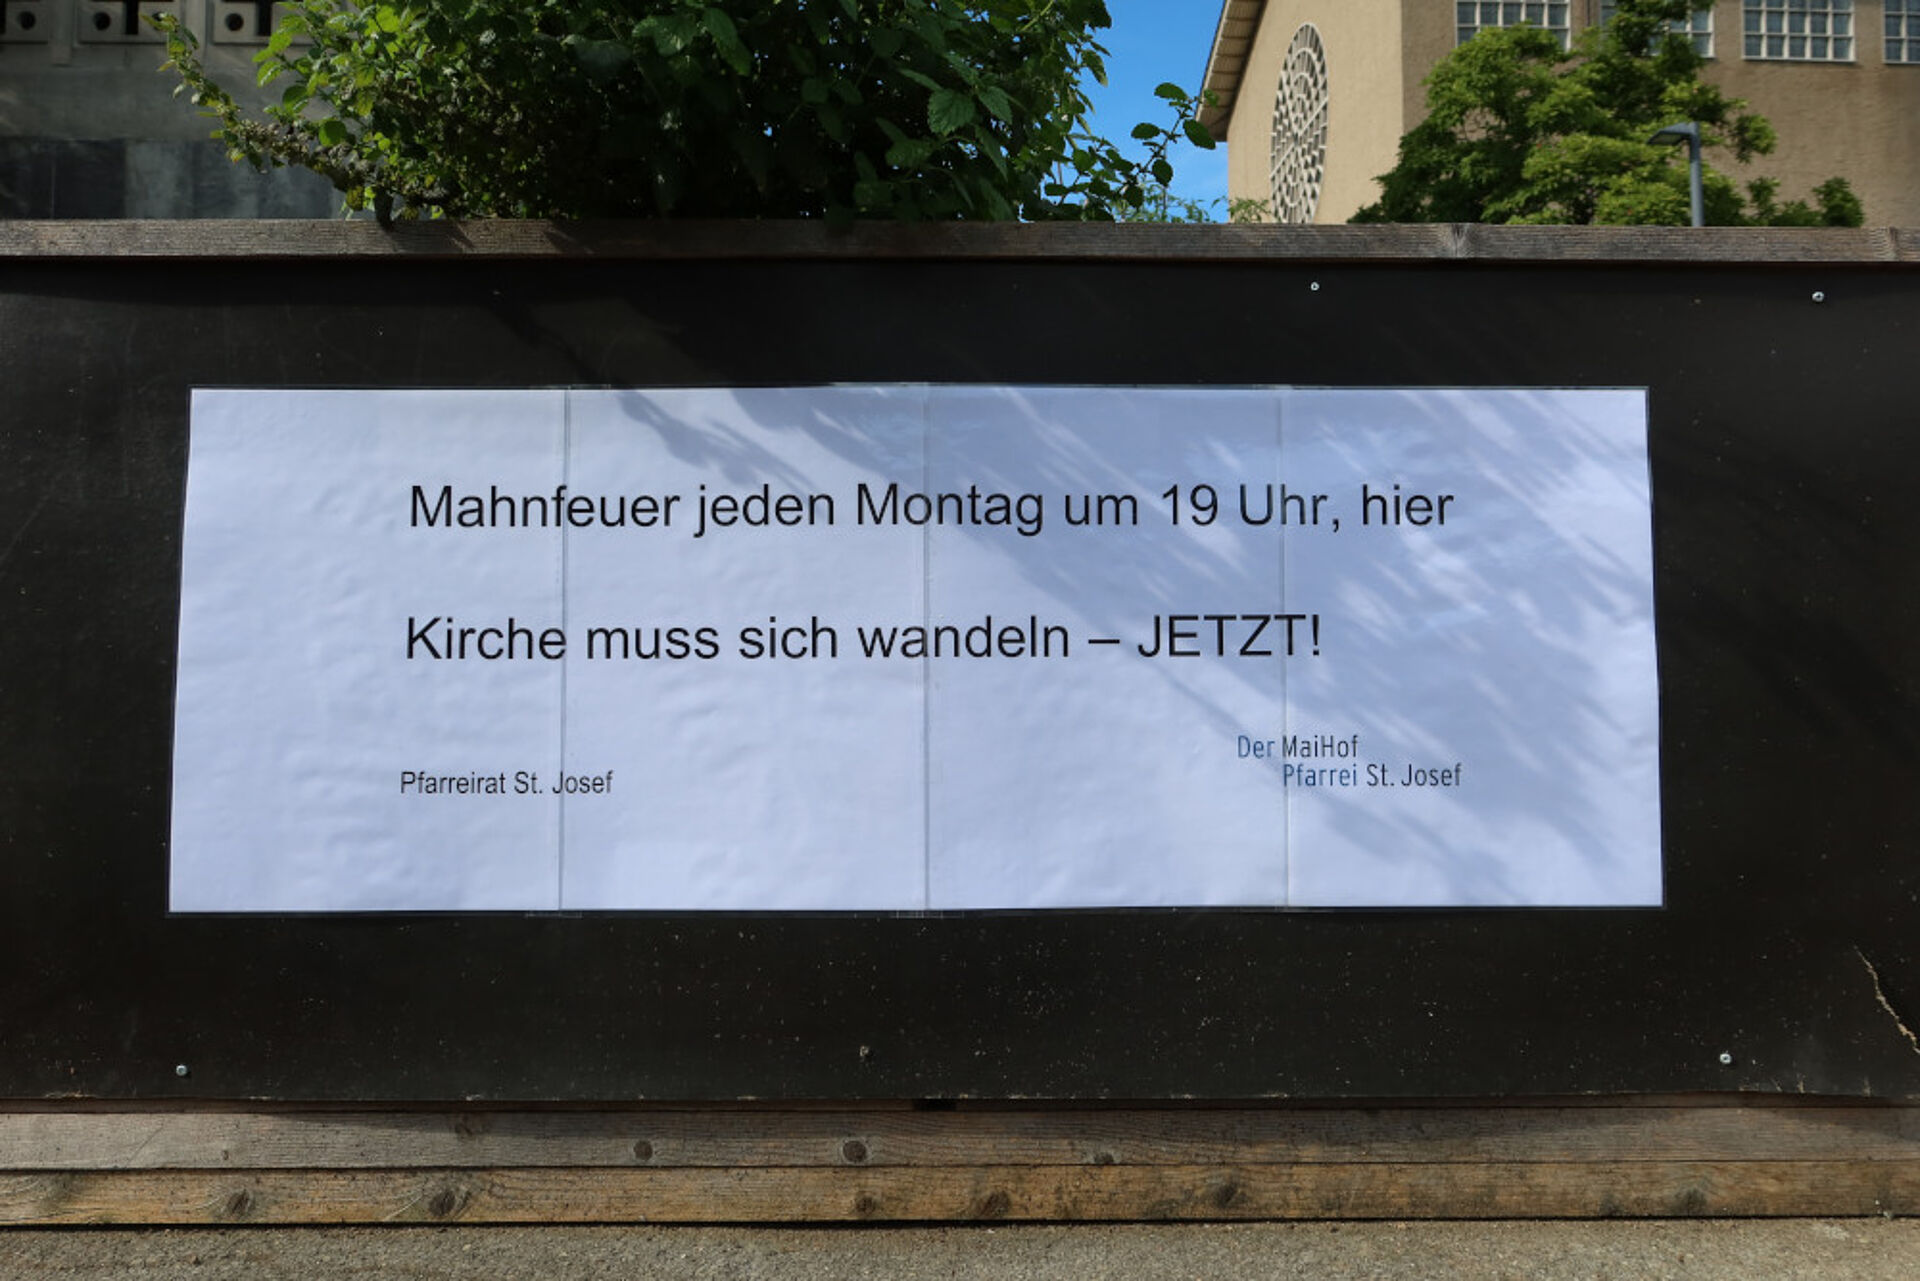 Mahnfeuer jeden Montag um 19 Uhr, hier
Kirche muss sich wandeln – JETZT!
Pfarreirat St. Josef
Der MaiHof
Pfarrei St. Josef